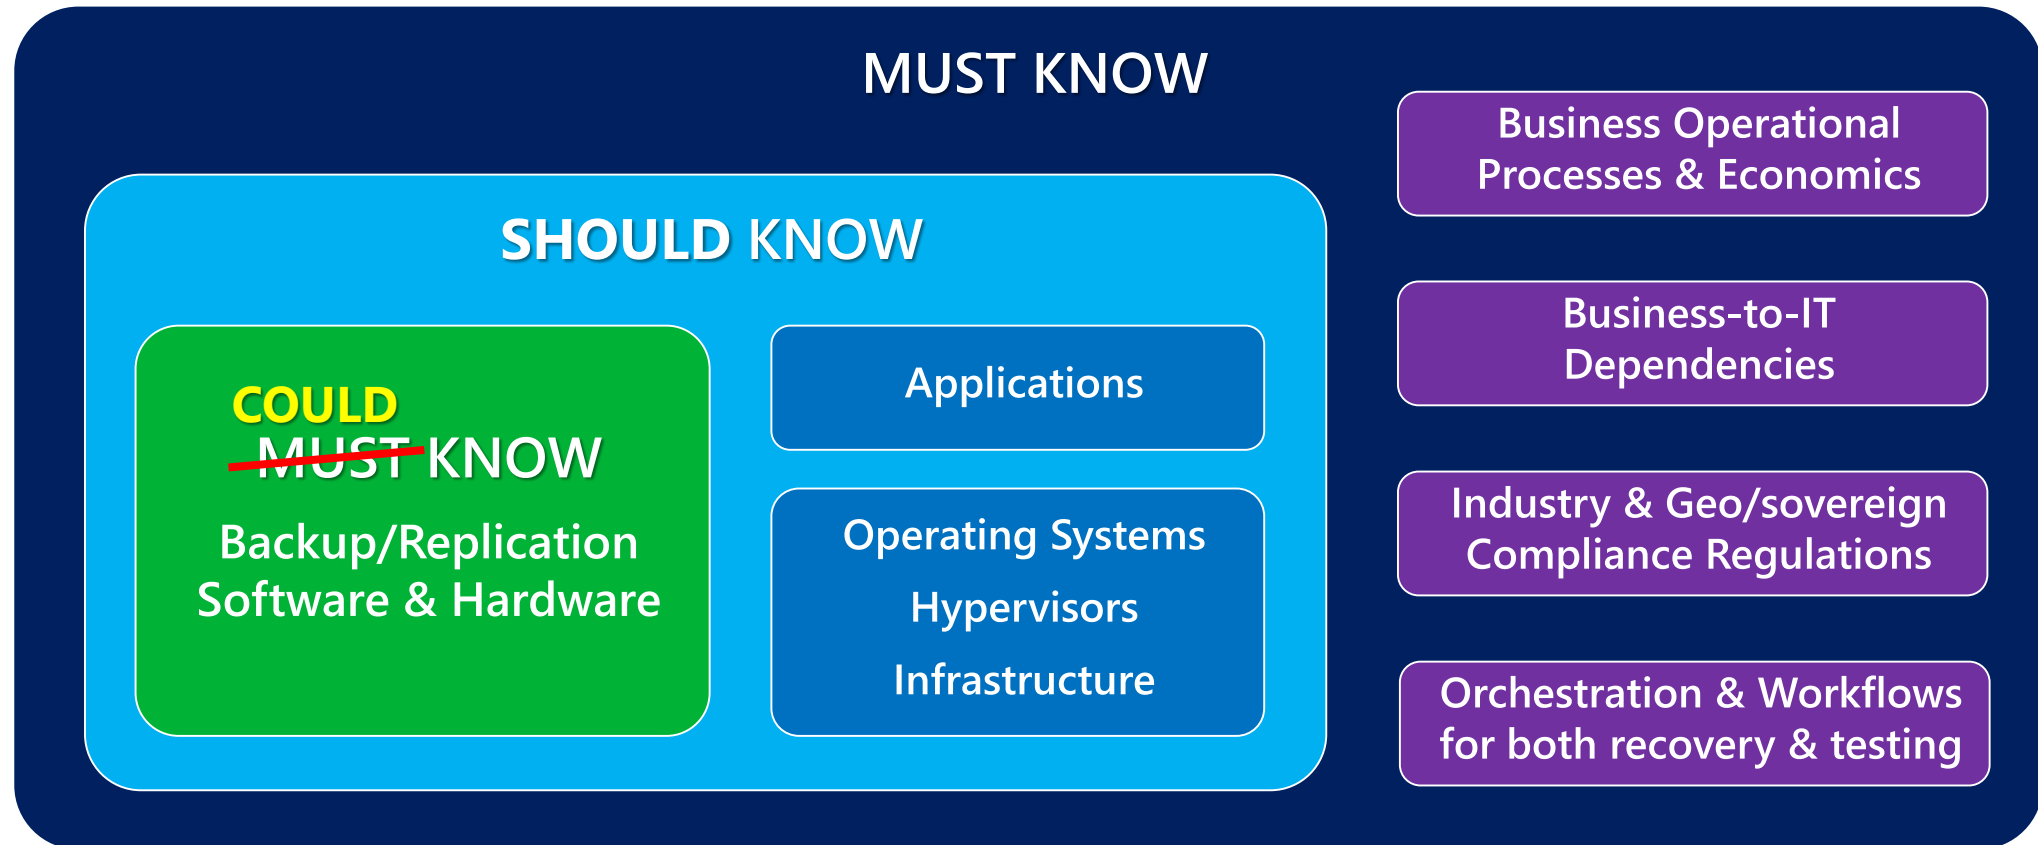 MUST KNOW
SHOULD KNOW
COULD
MUST KNOW
Backup/Replication
Software & Hardware
Applications
Operating Systems
Hypervisors
Infrastructure
Business Operational
Processes & Economics
Business-to-IT
Dependencies
Industry & Geo/sovereign
Compliance Regulations
Orchestration & Workflows
for both recovery & testing